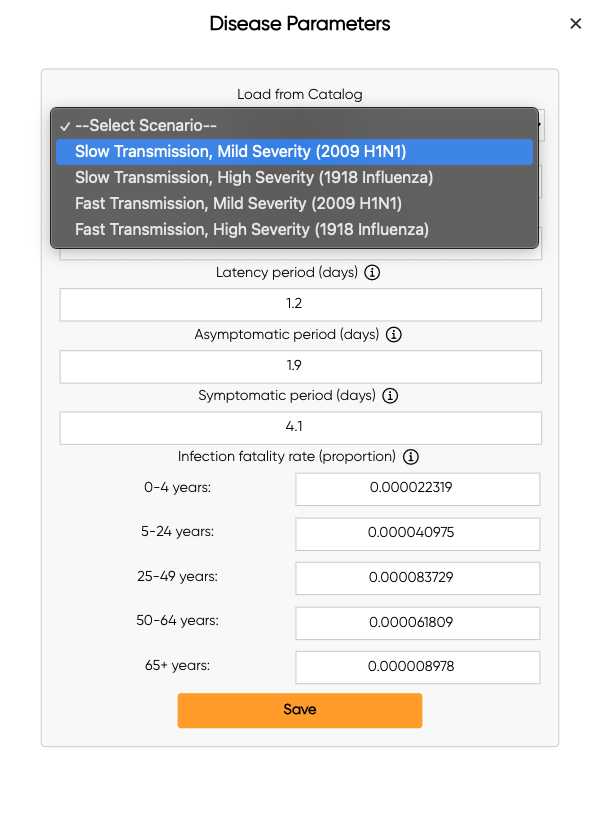 Disease Parameters
Load from Catalog
--Select Scenario--
Slow Transmission, Mild Severity (2009 H1N1)
Slow Transmission, High Severity (1918 Influenza)
Fast Transmission, Mild Severity (2009 H1N1)
Fast Transmission, High Severity (1918 Influenza)
Latency period (days)
1.2
Asymptomatic period (days)
1.9
Symptomatic period (days)
4.1
Infection fatality rate (proportion)
0-4 years: 0.000022319
5-24 years: 0.000040975
25-49 years: 0.000083729
50-64 years: 0.000061809
65+ years: 0.000008978
Save